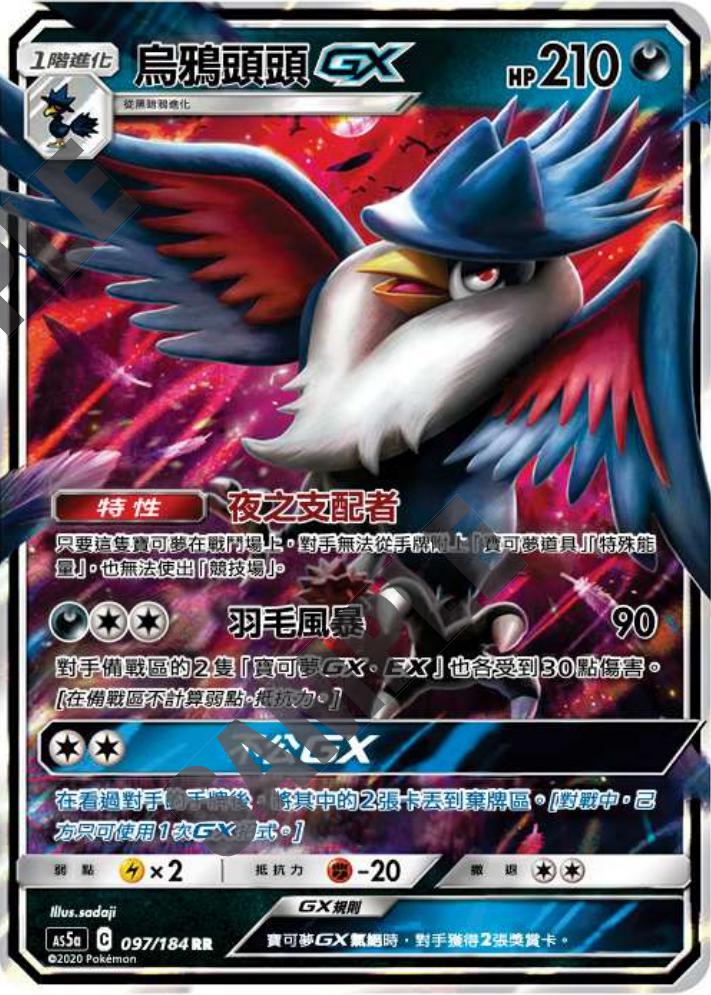 1階進化
烏鴉頭頭GX
HP210
從黑暗鴉進化
特性 夜之支配者
只要這隻寶可夢在戰鬥場上，對手無法從手牌附上「寶可夢道具」「特殊能
量」，也無法使出「競技場」。
羽毛風暴 90
對手備戰區的2隻「寶可夢GX・EX」也各受到30點傷害。
[在備戰區不計算弱點・抵抗力。]
不公GX
在看過對手的手牌後，將其中的2張卡丟到棄牌區。[對戰中，己
方只可使用1次GX招式。]
弱點 ×2 抵抗力 -20 撤退
Illus.sadaji
GX規則
AS5a C 097/184 RR
寶可夢GX氣絕時，對手獲得2張獎賞卡。
©2020 Pokémon
SAMPLE